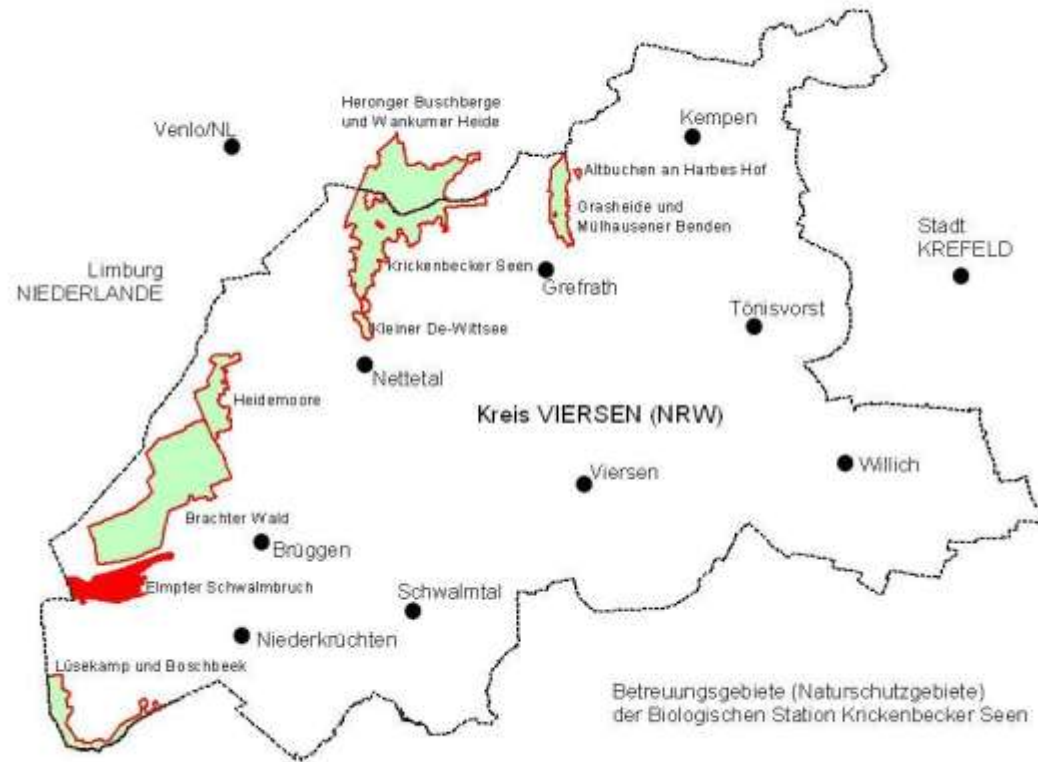 Heronger Buschberge
und Wankumer Heide
Venlo/NL
Kempen
Altbuchen an Harbes Hof
Grasheide und
Mülhausener Benden
Stadt
KREFELD
Limburg
NIEDERLANDE
Krickenbecker Seen
Grefrath
Tönisvorst
Kleiner De-Wittsee
Nettetal
Heidemoore
Kreis VIERSEN (NRW)
Willich
Viersen
Brachter Wald
Brüggen
Elmpter Schwalmbruch
Schwalmtal
Niederkrüchten
Lüsekamp und Boschbeek
Betreuungsgebiete (Naturschutzgebiete)
der Biologischen Station Krickenbecker Seen